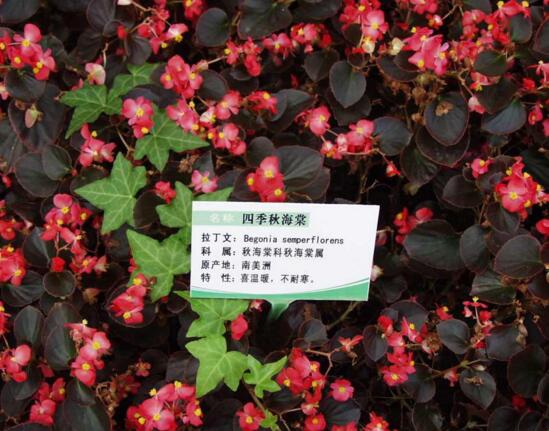 名称 四季秋海棠
拉丁文：Begonia semperflorens
科 属：秋海棠科秋海棠属
原产地：南美洲
特 性：喜温暖，不耐寒。